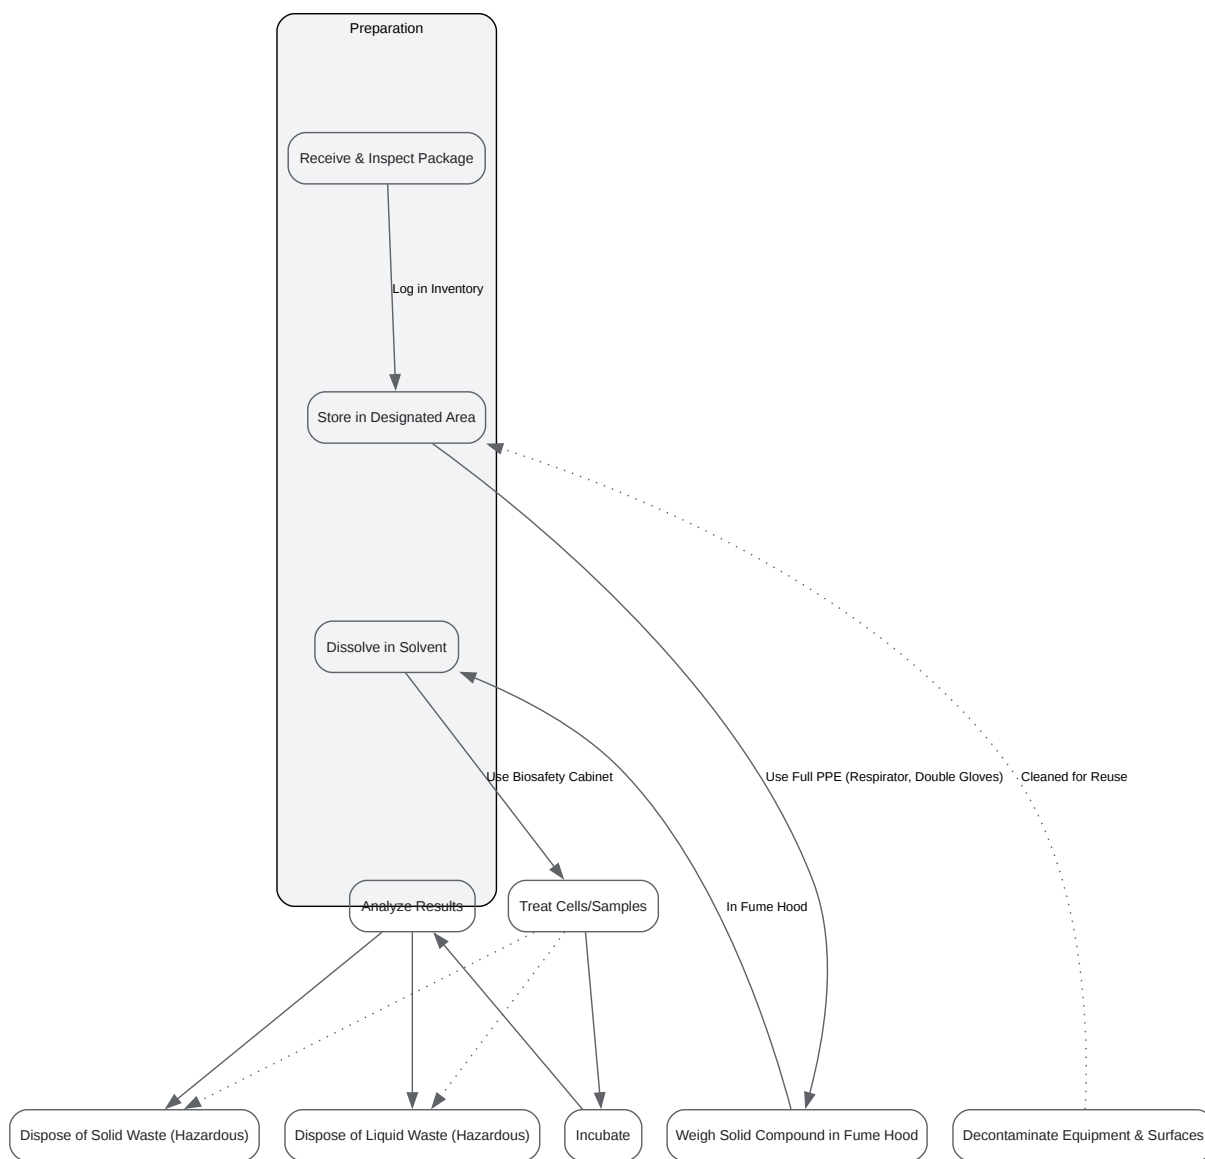 Preparation
Receive & Inspect Package
Log in Inventory
Store in Designated Area
Dissolve in Solvent
Use Biosafety Cabinet
Use Full PPE (Respirator, Double Gloves)
Cleaned for Reuse
Analyze Results
Treat Cells/Samples
In Fume Hood
Dispose of Solid Waste (Hazardous)
Dispose of Liquid Waste (Hazardous)
Incubate
Weigh Solid Compound in Fume Hood
Decontaminate Equipment & Surfaces